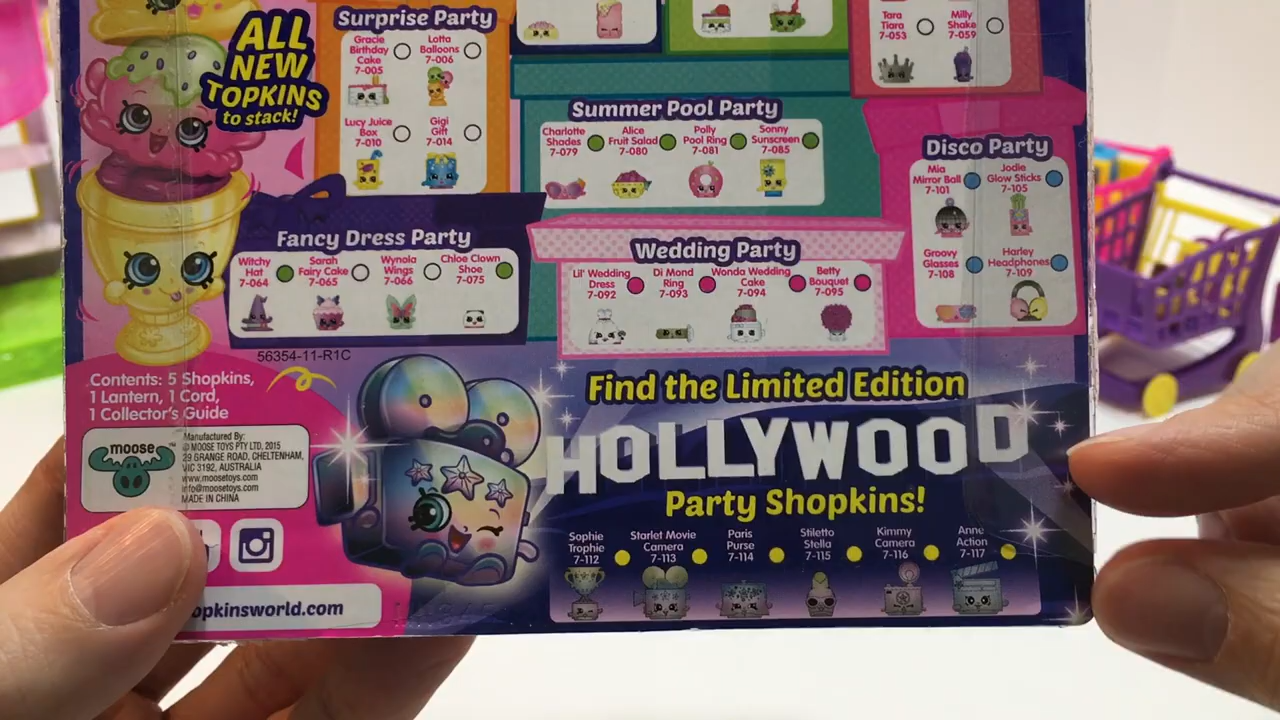 ALL
NEW
TOPKINS
to stack!
Surprise Party
Gracie
Birthday
Cake
7-005
Lotta
Balloons
7-006
Lucy Juice
Box
7-010
Gigi
Gift
7-014
Tara
Tiara
7-053
Milly
Shake
7-059
Summer Pool Party
Charlotte
Shades
7-079
Alice
Fruit Salad
7-080
Polly
Pool Ring
7-081
Sonny
Sunscreen
7-085
Disco Party
Mia
Mirror Ball
7-101
Jodie
Glow Sticks
7-105
Groovy
Glasses
7-108
Harley
Headphones
7-109
Fancy Dress Party
Witchy
Hat
7-064
Sarah
Fairy Cake
7-065
Wynola
Wings
7-066
Chloe Clown
Shoe
7-075
Wedding Party
Lil' Wedding
Dress
7-092
Di Mond
Ring
7-093
Wonda Wedding
Cake
7-094
Betty
Bouquet
7-095
56354-11-R1C
Contents: 5 Shopkins,
1 Lantern, 1 Cord,
1 Collector's Guide
moose™
Manufactured By:
© MOOSE TOYS PTY LTD, 2015
29 GRANGE ROAD, CHELTENHAM,
VIC 3192, AUSTRALIA
www.moosetoys.com
info@moosetoys.com
MADE IN CHINA
opkinsworld.com
Find the Limited Edition
HOLLYWOOD
Party Shopkins!
Sophie
Trophie
7-112
Starlet Movie
Camera
7-113
Paris
Purse
7-114
Stiletto
Stella
7-115
Kimmy
Camera
7-116
Anne
Action
7-117